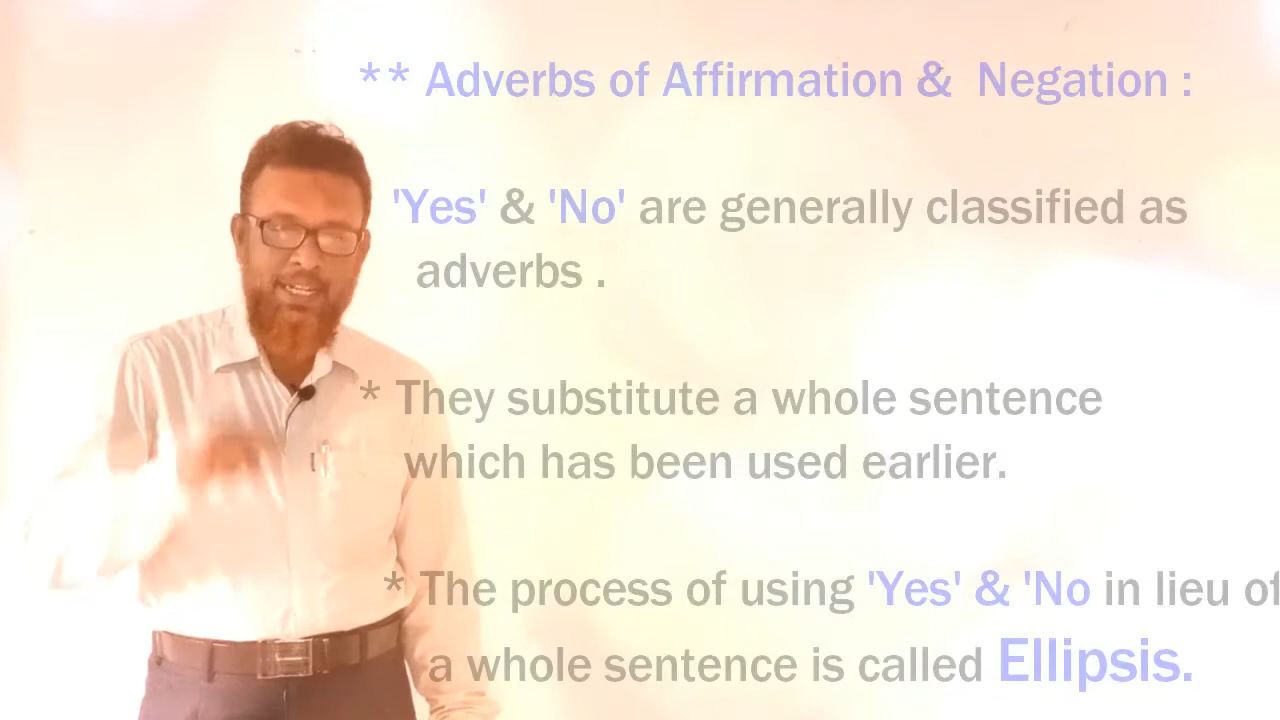 ** Adverbs of Affirmation & Negation :
'Yes' & 'No' are generally classified as
adverbs .
* They substitute a whole sentence
which has been used earlier.
* The process of using 'Yes' & 'No in lieu of
a whole sentence is called Ellipsis.